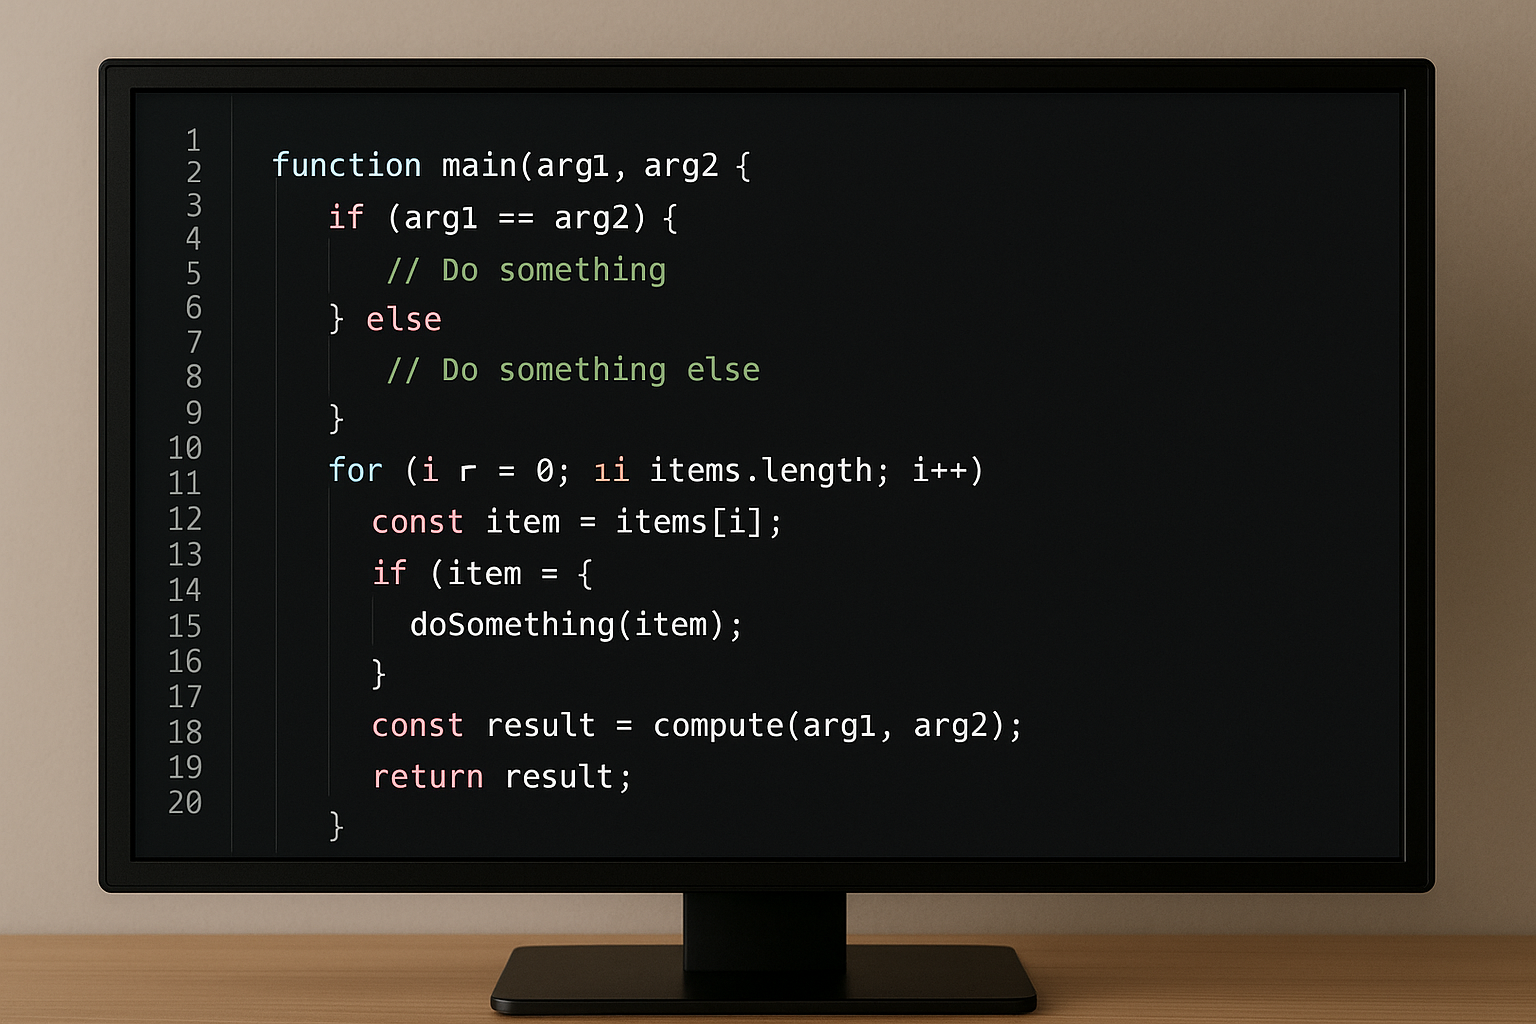 1
2
3
4
5
6
7
8
9
10
11
12
13
14
15
16
17
18
19
20
function main(arg1, arg2 {
if (arg1 == arg2) {
// Do something
} else
// Do something else
}
for (i r = 0; ıi items.length; i++)
const item = items[i];
if (item = {
doSomething(item);
}
const result = compute(arg1, arg2);
return result;
}